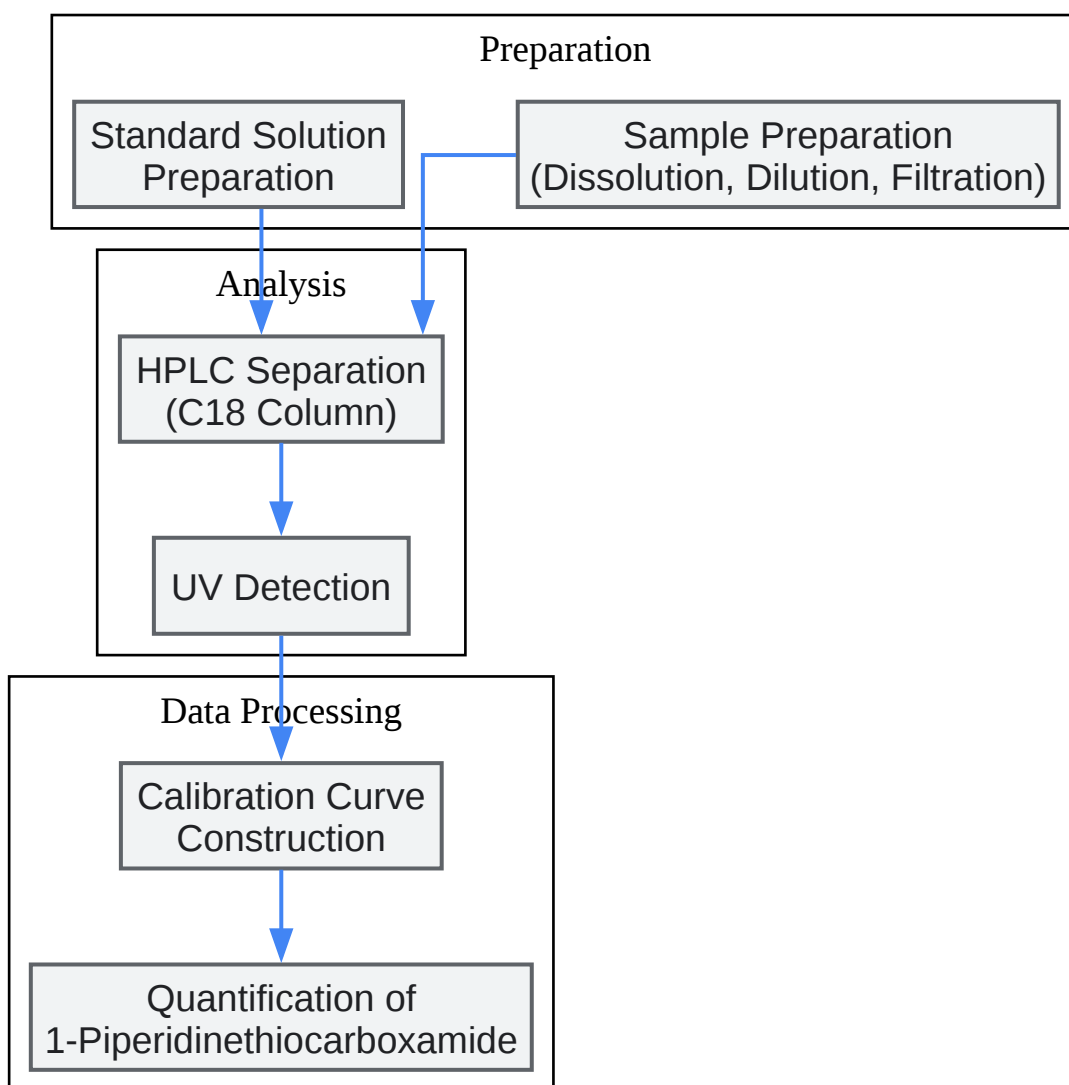 Preparation
Standard Solution
Preparation
Sample Preparation
(Dissolution, Dilution, Filtration)
Analysis
HPLC Separation
(C18 Column)
UV Detection
Data Processing
Calibration Curve
Construction
Quantification of
1-Piperidinethiocarboxamide